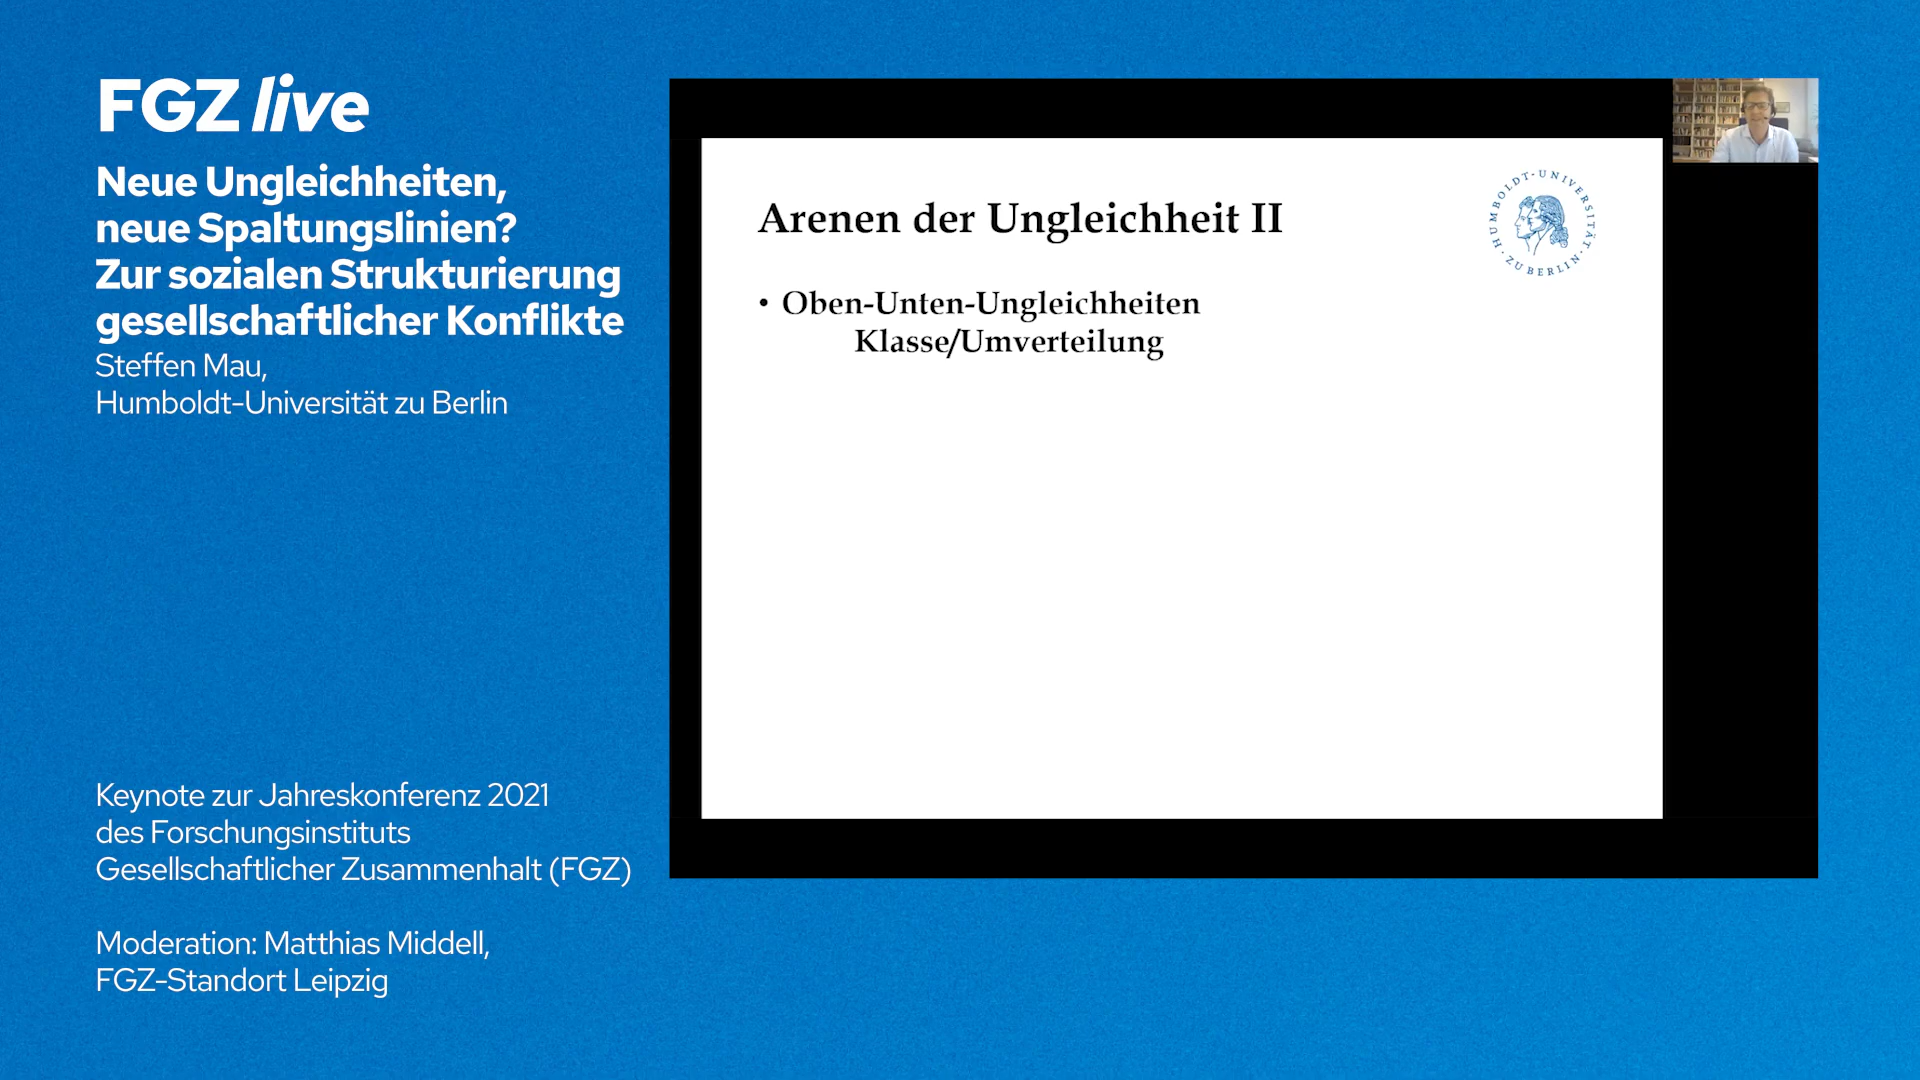 FGZ live
Neue Ungleichheiten,
neue Spaltungslinien?
Zur sozialen Strukturierung
gesellschaftlicher Konflikte
Steffen Mau,
Humboldt-Universität zu Berlin
Keynote zur Jahreskonferenz 2021
des Forschungsinstituts
Gesellschaftlicher Zusammenhalt (FGZ)
Moderation: Matthias Middell,
FGZ-Standort Leipzig
Arenen der Ungleichheit II
• Oben-Unten-Ungleichheiten
Klasse/Umverteilung
HUMBOLDT-UNIVERSITÄT
ZU BERLIN